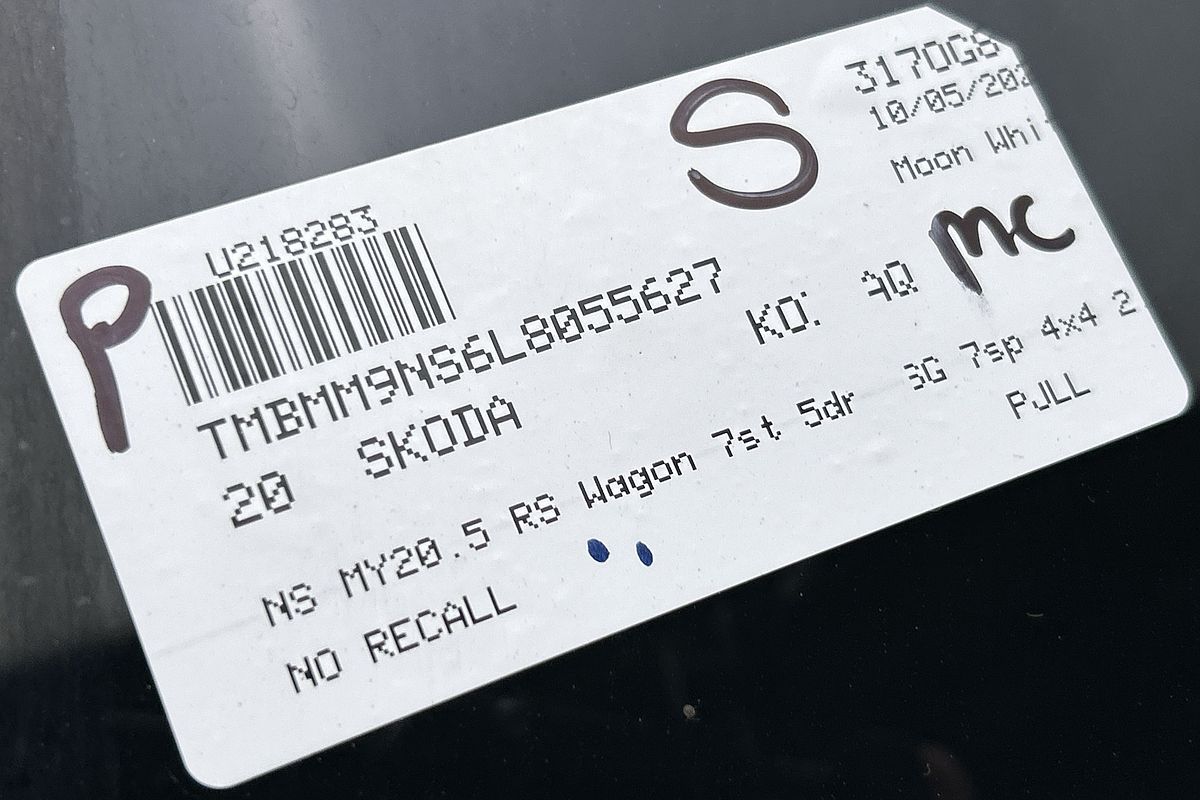 P
S
3170G8
10/05/202
Moon Whi
U218283
mc
TMBMM9NS6L8055627
KO: 9Q
20 SKODA
NS MY20.5 RS Wagon 7st 5dr 3G 7sp 4x4 2
PJLL
NO RECALL